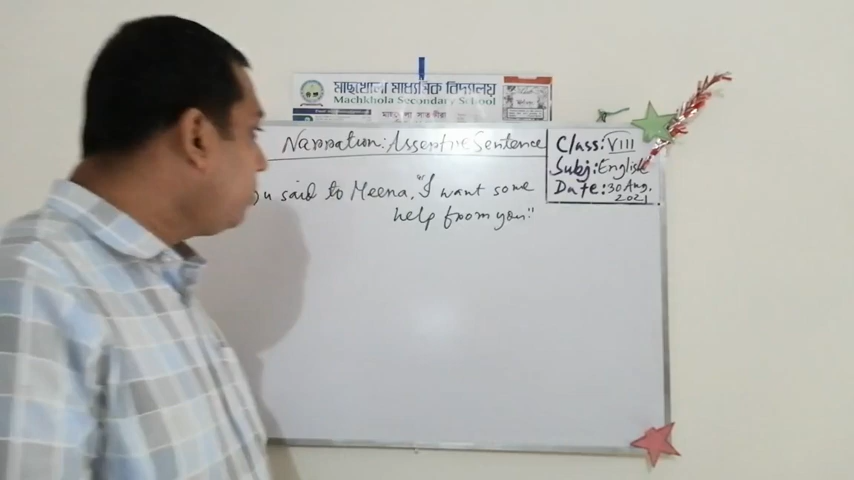 মাছখোলা মাধ্যমিক বিদ্যালয়
Machkhola Secondary School
Narration: Assertive Sentence
Class: VIII
Subj: English
Date: 30 Aug.
2021
said to Meena, "I want some
help from you."